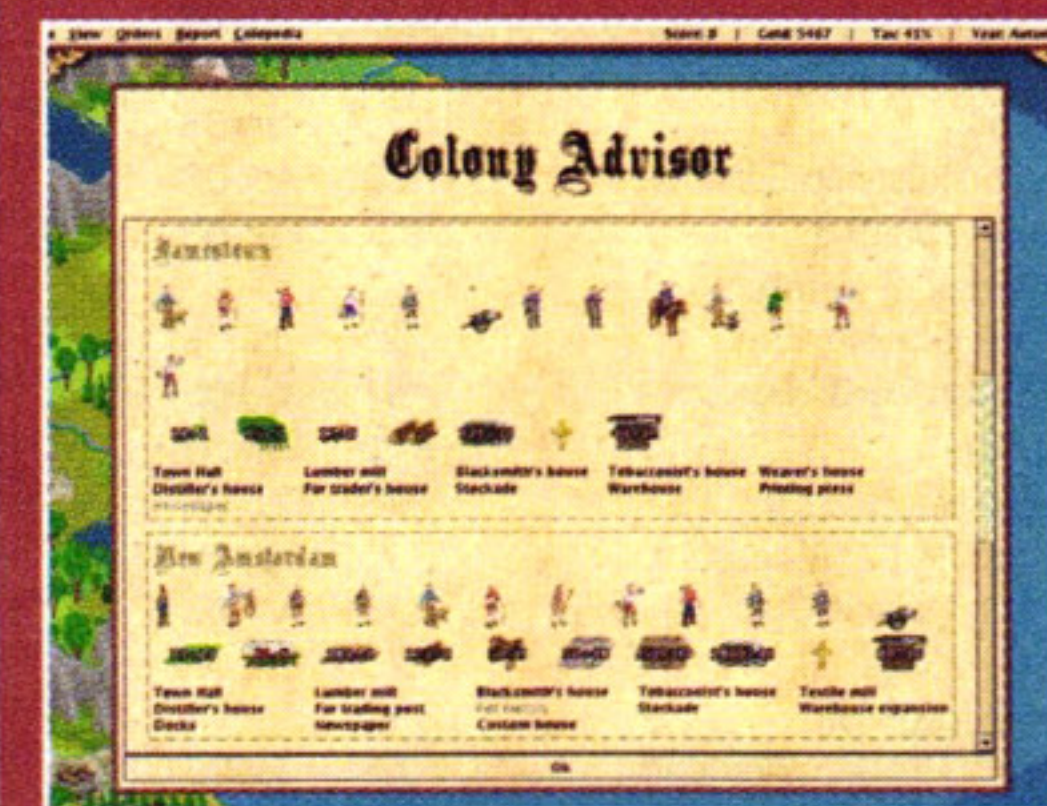 View Orders Report Colopedia Score: 8 | Gold: 5467 | Tax: 41% | Year:
Colony Advisor
Jamestown
Town Hall Lumber mill Blacksmith's house Tobacconist's house Weaver's house
Distiller's house Fur trader's house Stockade Warehouse Printing press
New Amsterdam
Town Hall Lumber mill Blacksmith's house Tobacconist's house Textile mill
Distiller's house Fur trading post Stockade Warehouse expansion
Docks Newspaper Custom house
Ok